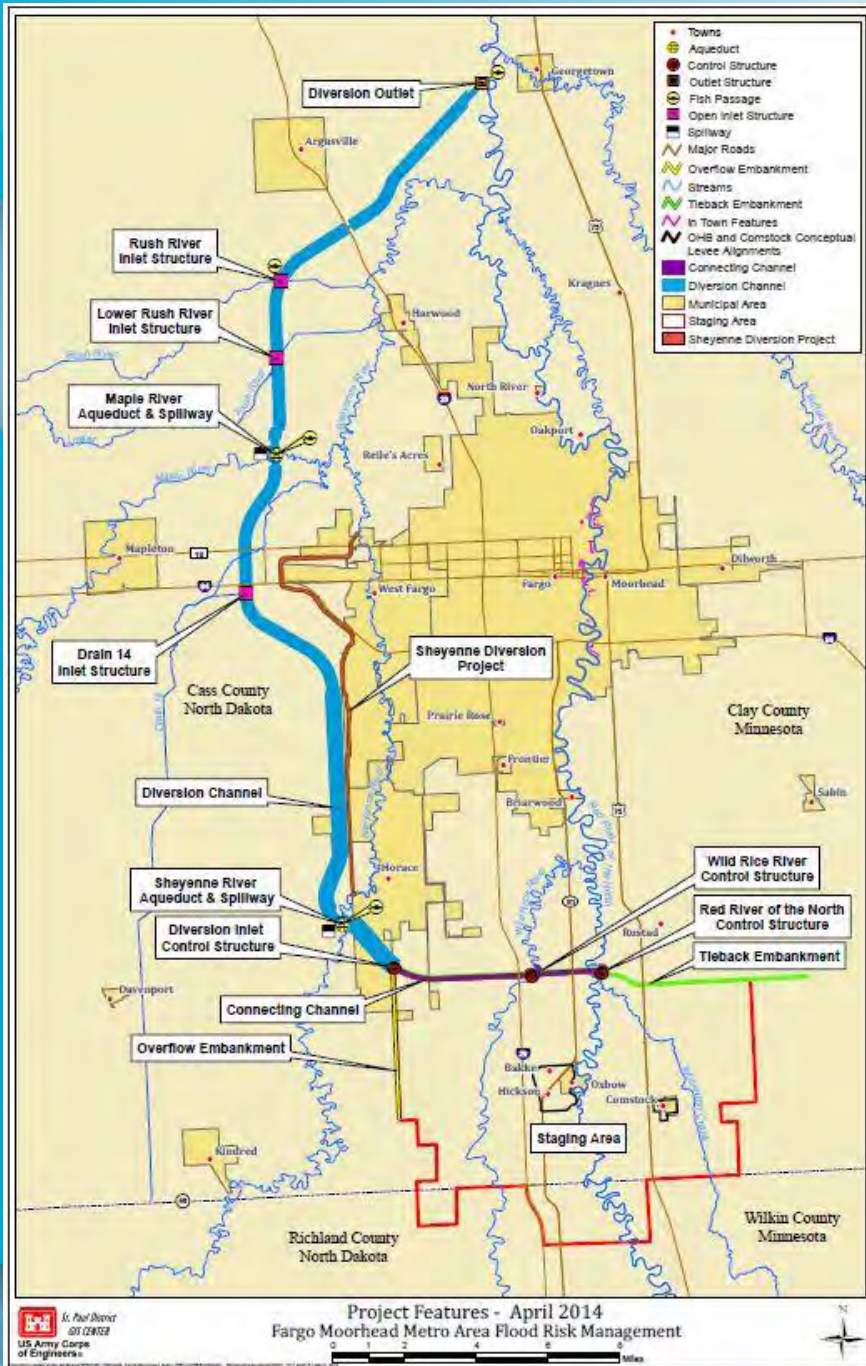 Towns
Aqueduct
Control Structure
Outlet Structure
Fish Passage
Open Inlet Structure
Spillway
Major Roads
Overflow Embankment
Streams
Tieback Embankment
In Town Features
OHB and Comstock Conceptual
Levee Alignments
Connecting Channel
Diversion Channel
Municipal Area
Staging Area
Sheyenne Diversion Project
Diversion Outlet
Georgetown
Argusville
Rush River
Inlet Structure
Kragnes
Lower Rush River
Inlet Structure
Harwood
Maple River
Aqueduct & Spillway
North River
Oakport
Reile's Acres
Mapleton
10
Dilworth
West Fargo
Fargo
Moorhead
Drain 14
Inlet Structure
Sheyenne Diversion
Project
Cass County
North Dakota
Clay County
Minnesota
Prairie Rose
Frontier
Diversion Channel
Briarwood
Sabin
75
Horace
Sheyenne River
Aqueduct & Spillway
Wild Rice River
Control Structure
Diversion Inlet
Control Structure
Red River of the North
Control Structure
Rustad
Tieback Embankment
Davenport
Connecting Channel
Overflow Embankment
Bakke
Hickson
Oxbow
Comstock
Staging Area
Kindred
46
Richland County
North Dakota
Wilkin County
Minnesota
St. Paul District
GIS CENTER
US Army Corps
of Engineers®
Project Features - April 2014
Fargo Moorhead Metro Area Flood Risk Management
0 2 4 6 8
Miles
N